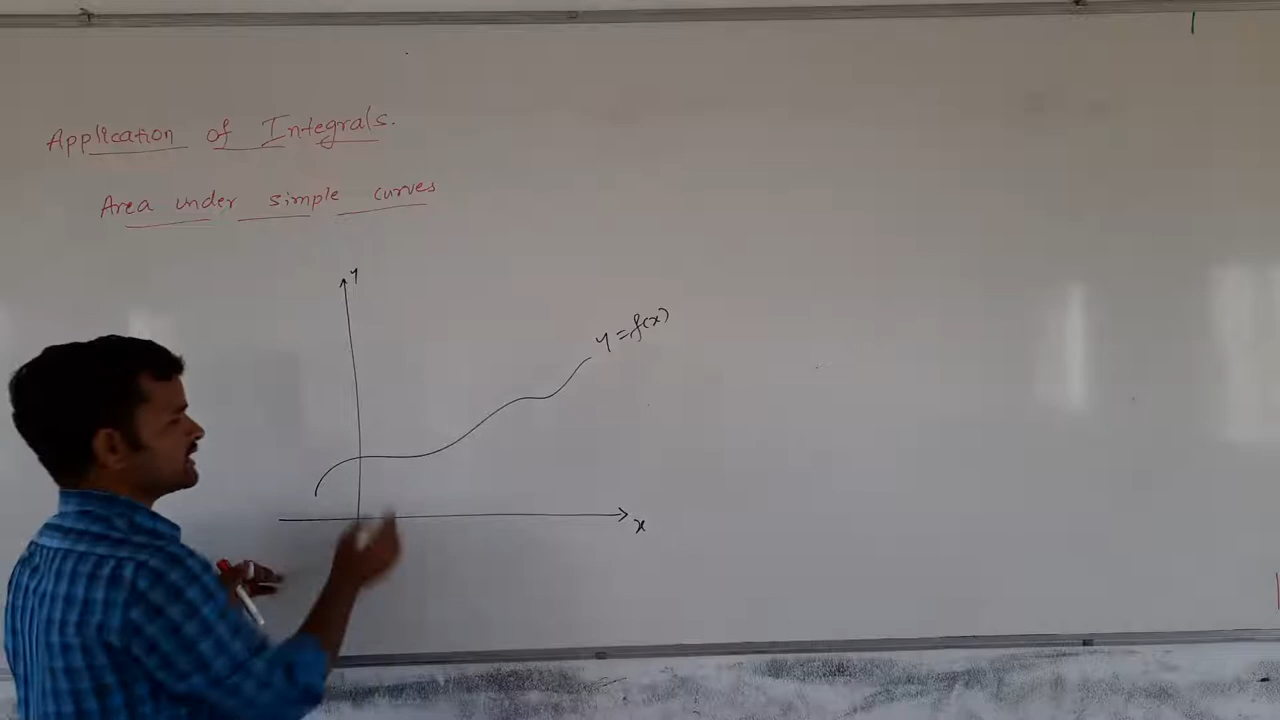 Application of Integrals.
Area under simple curves
y
y=f(x)
x